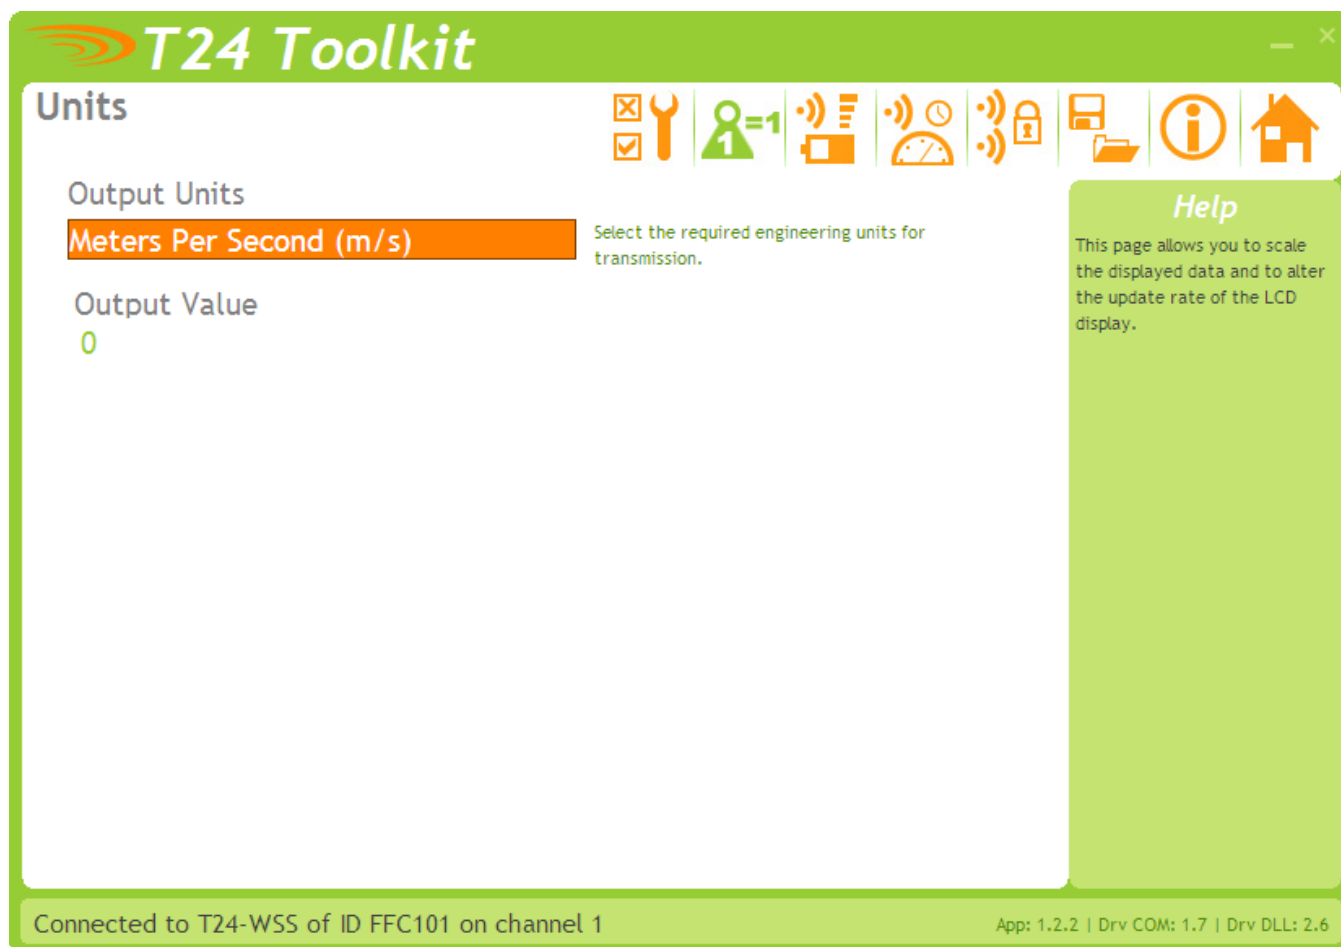 T24 Toolkit
Units
1
=1
Output Units
Meters Per Second (m/s)
Select the required engineering units for
transmission.
Output Value
0
Help
This page allows you to scale
the displayed data and to alter
the update rate of the LCD
display.
Connected to T24-WSS of ID FFC101 on channel 1
App: 1.2.2 | Drv COM: 1.7 | Drv DLL: 2.6